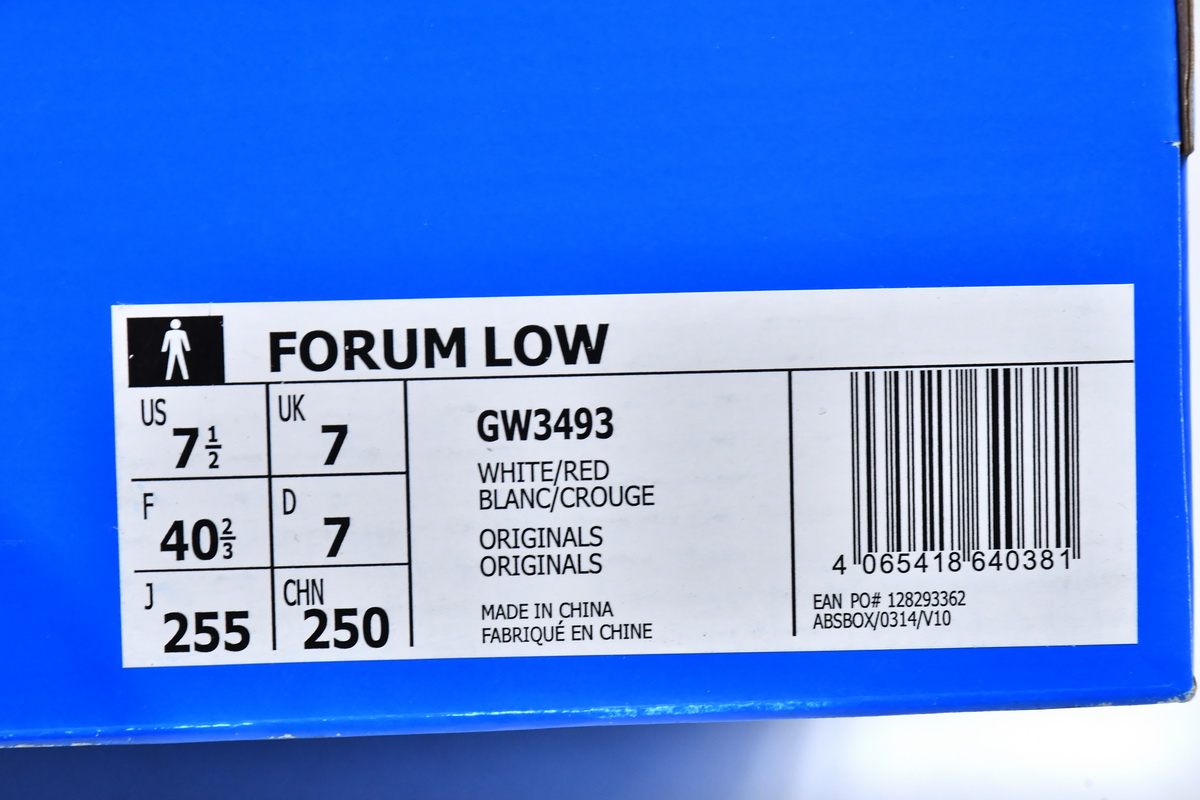 FORUM LOW
US 7 1/2
UK 7
F 40 2/3
D 7
J 255
CHN 250
GW3493
WHITE/RED
BLANC/CROUGE
ORIGINALS
ORIGINALS
MADE IN CHINA
FABRIQUÉ EN CHINE
4 065418 640381
EAN PO# 128293362
ABSBOX/0314/V10